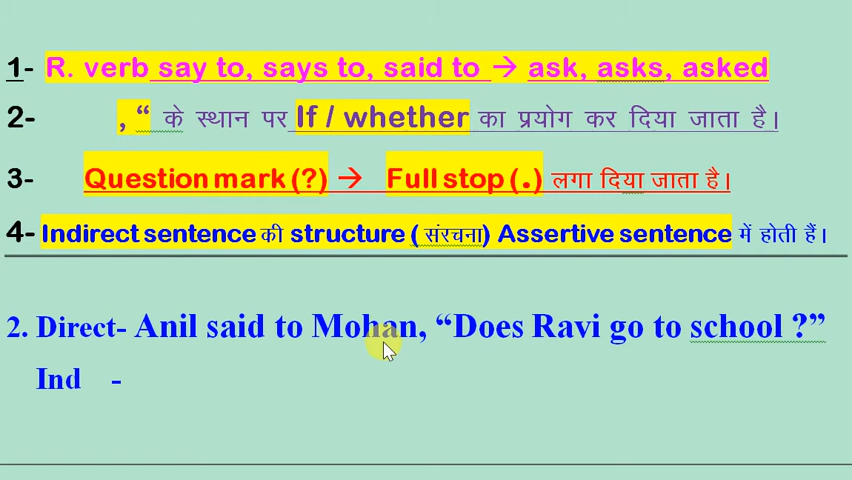 1- R. verb say to, says to, said to → ask, asks, asked
2- , “ के स्थान पर If / whether का प्रयोग कर दिया जाता है।
3- Question mark (?) → Full stop (.) लगा दिया जाता है।
4- Indirect sentence की structure ( संरचना) Assertive sentence में होती हैं।
2. Direct- Anil said to Mohan, “Does Ravi go to school ?”
Ind -